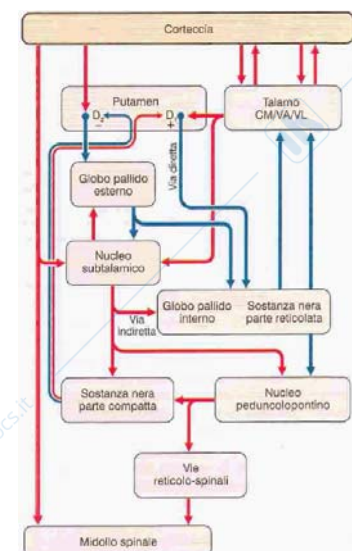 Corteccia
Putamen
D2
−
D1
+
Talamo
CM/VA/VL
Via diretta
Globo pallido
esterno
Nucleo
subtalamico
Globo pallido
interno
Sostanza nera
parte reticolata
Via
indiretta
Sostanza nera
parte compatta
Nucleo
peduncolopontino
Vie
reticolo-spinali
Midollo spinale